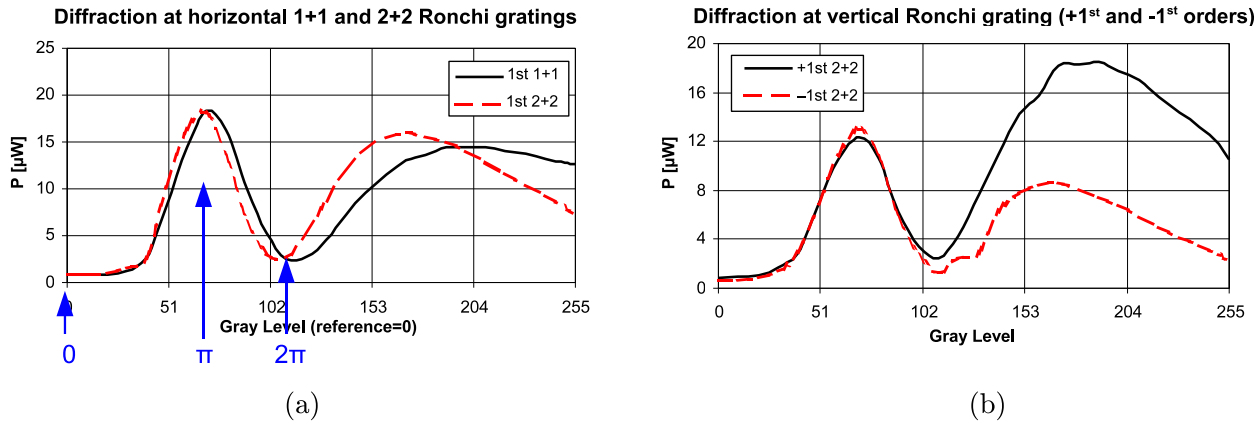 Diffraction at horizontal 1+1 and 2+2 Ronchi gratings
25
20
15
10
5
0
P [µW]
1st 1+1
1st 2+2
0 51 102 153 204 255
Gray Level (reference=0)
0 π 2π
(a)
Diffraction at vertical Ronchi grating (+1st and -1st orders)
20
16
12
8
4
0
P [µW]
+1st 2+2
–1st 2+2
0 51 102 153 204 255
Gray Level
(b)